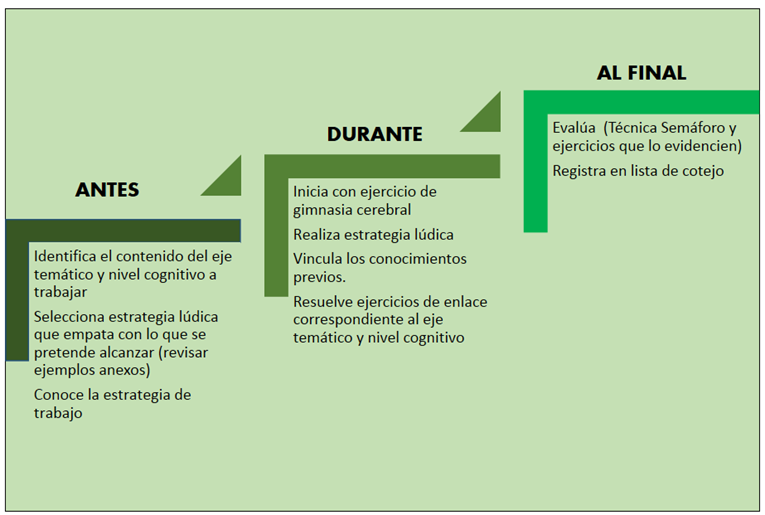 ANTES
Identifica el contenido del eje
temático y nivel cognitivo a
trabajar
Selecciona estrategia lúdica
que empata con lo que se
pretende alcanzar (revisar
ejemplos anexos)
Conoce la estrategia de
trabajo
DURANTE
Inicia con ejercicio de
gimnasia cerebral
Realiza estrategia lúdica
Vincula los conocimientos
previos.
Resuelve ejercicios de enlace
correspondiente al eje
temático y nivel cognitivo
AL FINAL
Evalúa (Técnica Semáforo y
ejercicios que lo evidencien)
Registra en lista de cotejo